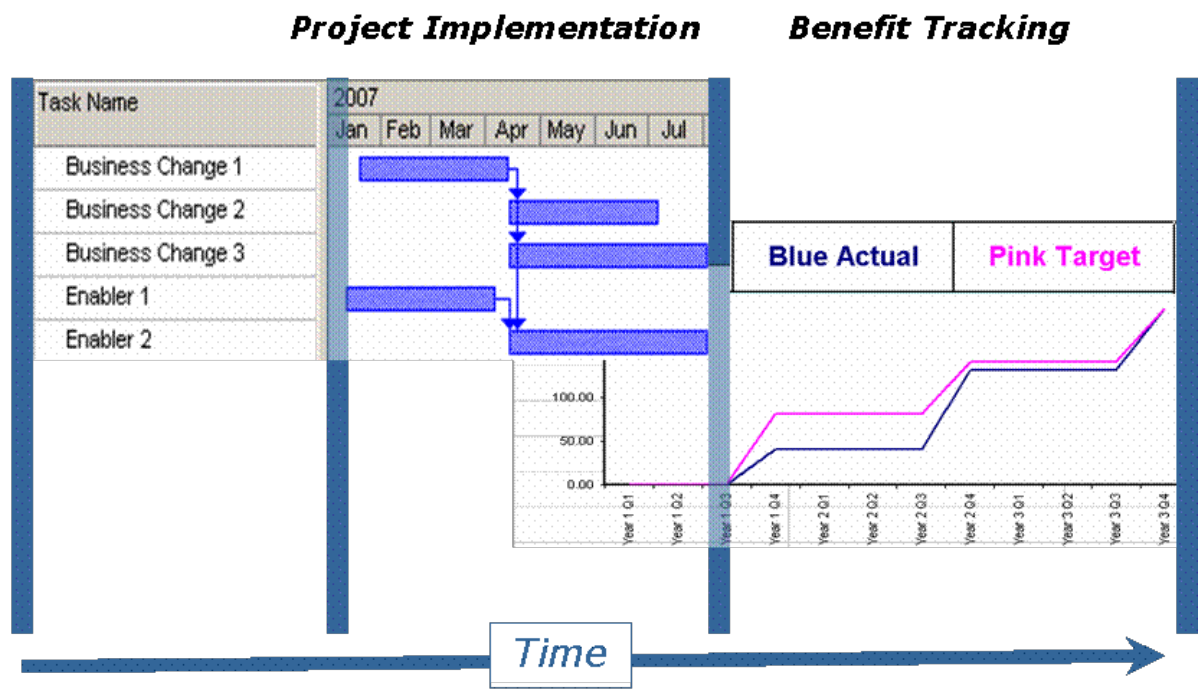 Project Implementation Benefit Tracking
Task Name
2007
Jan Feb Mar Apr May Jun Jul
Business Change 1
Business Change 2
Business Change 3
Enabler 1
Enabler 2
Blue Actual Pink Target
100.00
50.00
0.00
Year 1 Q1
Year 1 Q2
Year 1 Q3
Year 1 Q4
Year 2 Q1
Year 2 Q2
Year 2 Q3
Year 2 Q4
Year 3 Q1
Year 3 Q2
Year 3 Q3
Year 3 Q4
Time